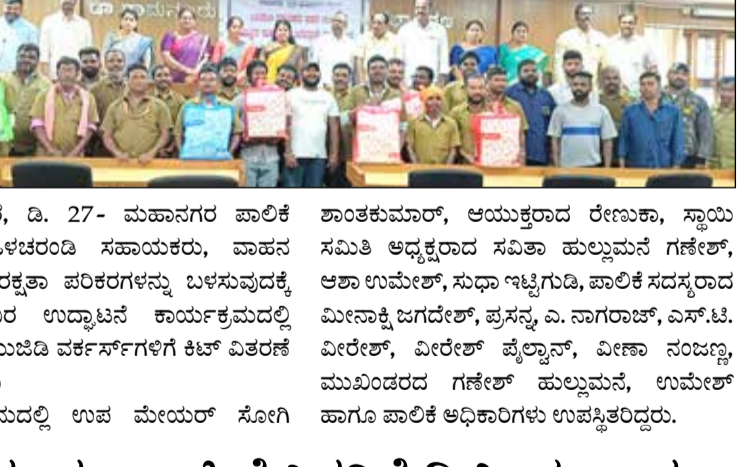 , ಡಿ. 27- ಮಹಾನಗರ ಪಾಲಿಕೆ
ಸಹಾಯಕರು, ವಾಹನ
ಪರಿಕರಗಳನ್ನು ಬಳಸುವುದಕ್ಕೆ
ಉದ್ಘಾಟನೆ ಕಾರ್ಯಕ್ರಮದಲ್ಲಿ
ವರ್ಕರ್ಸ್‌ಗಳಿಗೆ ಕಿಟ್ ವಿತರಣೆ
ಉಪ ಮೇಯರ್ ಸೋಗಿ
ಶಾಂತಕುಮಾರ್, ಆಯುಕ್ತರಾದ ರೇಣುಕಾ, ಸ್ಥಾಯಿ
ಸಮಿತಿ ಅಧ್ಯಕ್ಷರಾದ ಸವಿತಾ ಹುಲ್ಲುಮನೆ ಗಣೇಶ್,
ಆಶಾ ಉಮೇಶ್, ಸುಧಾ ಇಟ್ಟಿಗುಡಿ, ಪಾಲಿಕೆ ಸದಸ್ಯರಾದ
ಮೀನಾಕ್ಷಿ ಜಗದೇಶ್, ಪ್ರಸನ್ನ, ಎ. ನಾಗರಾಜ್, ಎಸ್.ಟಿ.
ವೀರೇಶ್, ವೀರೇಶ್ ಪೈಲ್ವಾನ್, ವೀಣಾ ನಂಜಣ್ಣ,
ಮುಖಂಡರದ ಗಣೇಶ್ ಹುಲ್ಲುಮನೆ, ಉಮೇಶ್
ಹಾಗೂ ಪಾಲಿಕೆ ಅಧಿಕಾರಿಗಳು ಉಪಸ್ಥಿತರಿದ್ದರು.